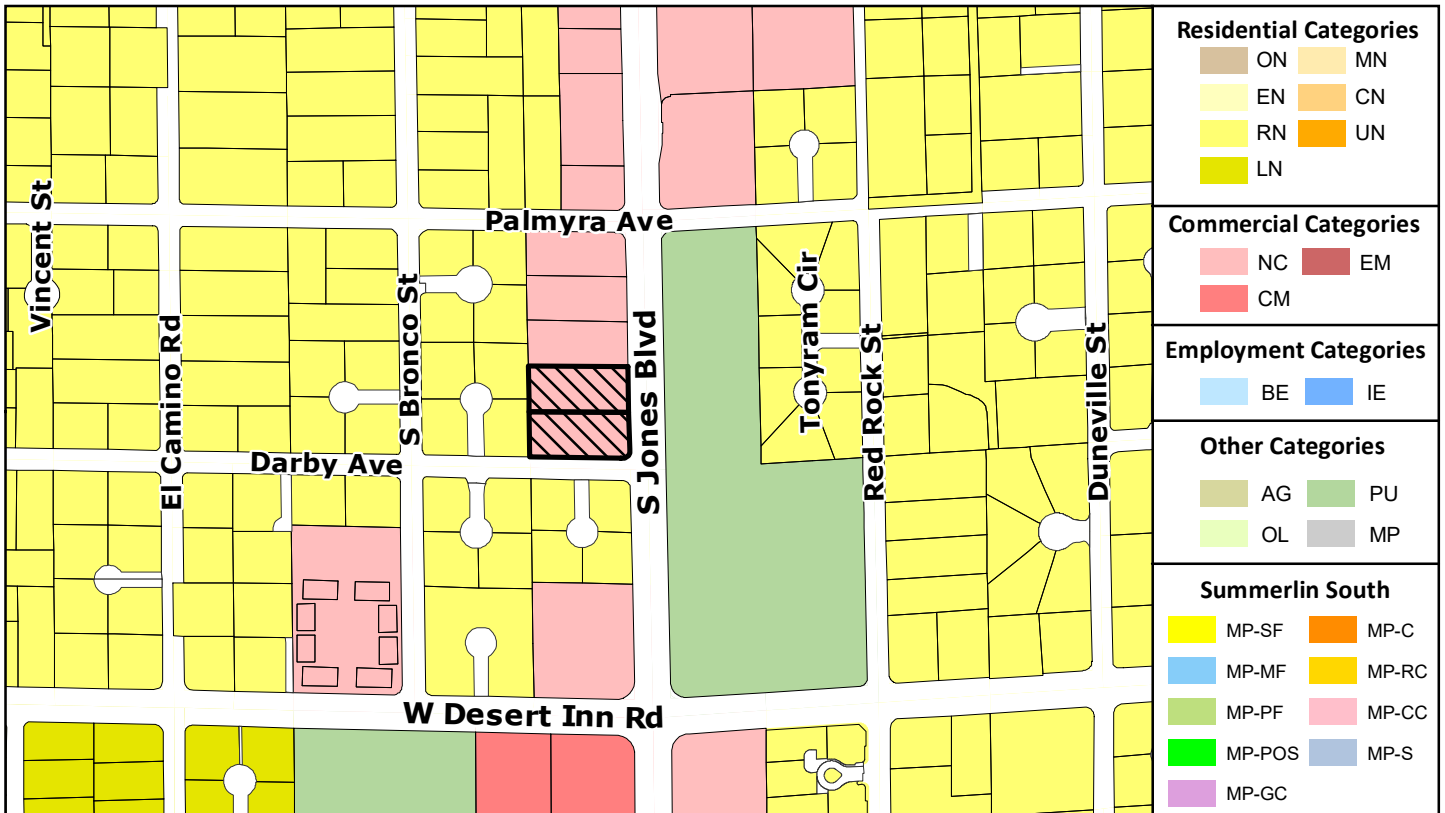 Vincent St
El Camino Rd
S Bronco St
Palmyra Ave
Darby Ave
S Jones Blvd
Tonyram Cir
Red Rock St
Duneville St
W Desert Inn Rd
Residential Categories
ON MN
EN CN
RN UN
LN
Commercial Categories
NC EM
CM
Employment Categories
BE IE
Other Categories
AG PU
OL MP
Summerlin South
MP-SF MP-C
MP-MF MP-RC
MP-PF MP-CC
MP-POS MP-S
MP-GC